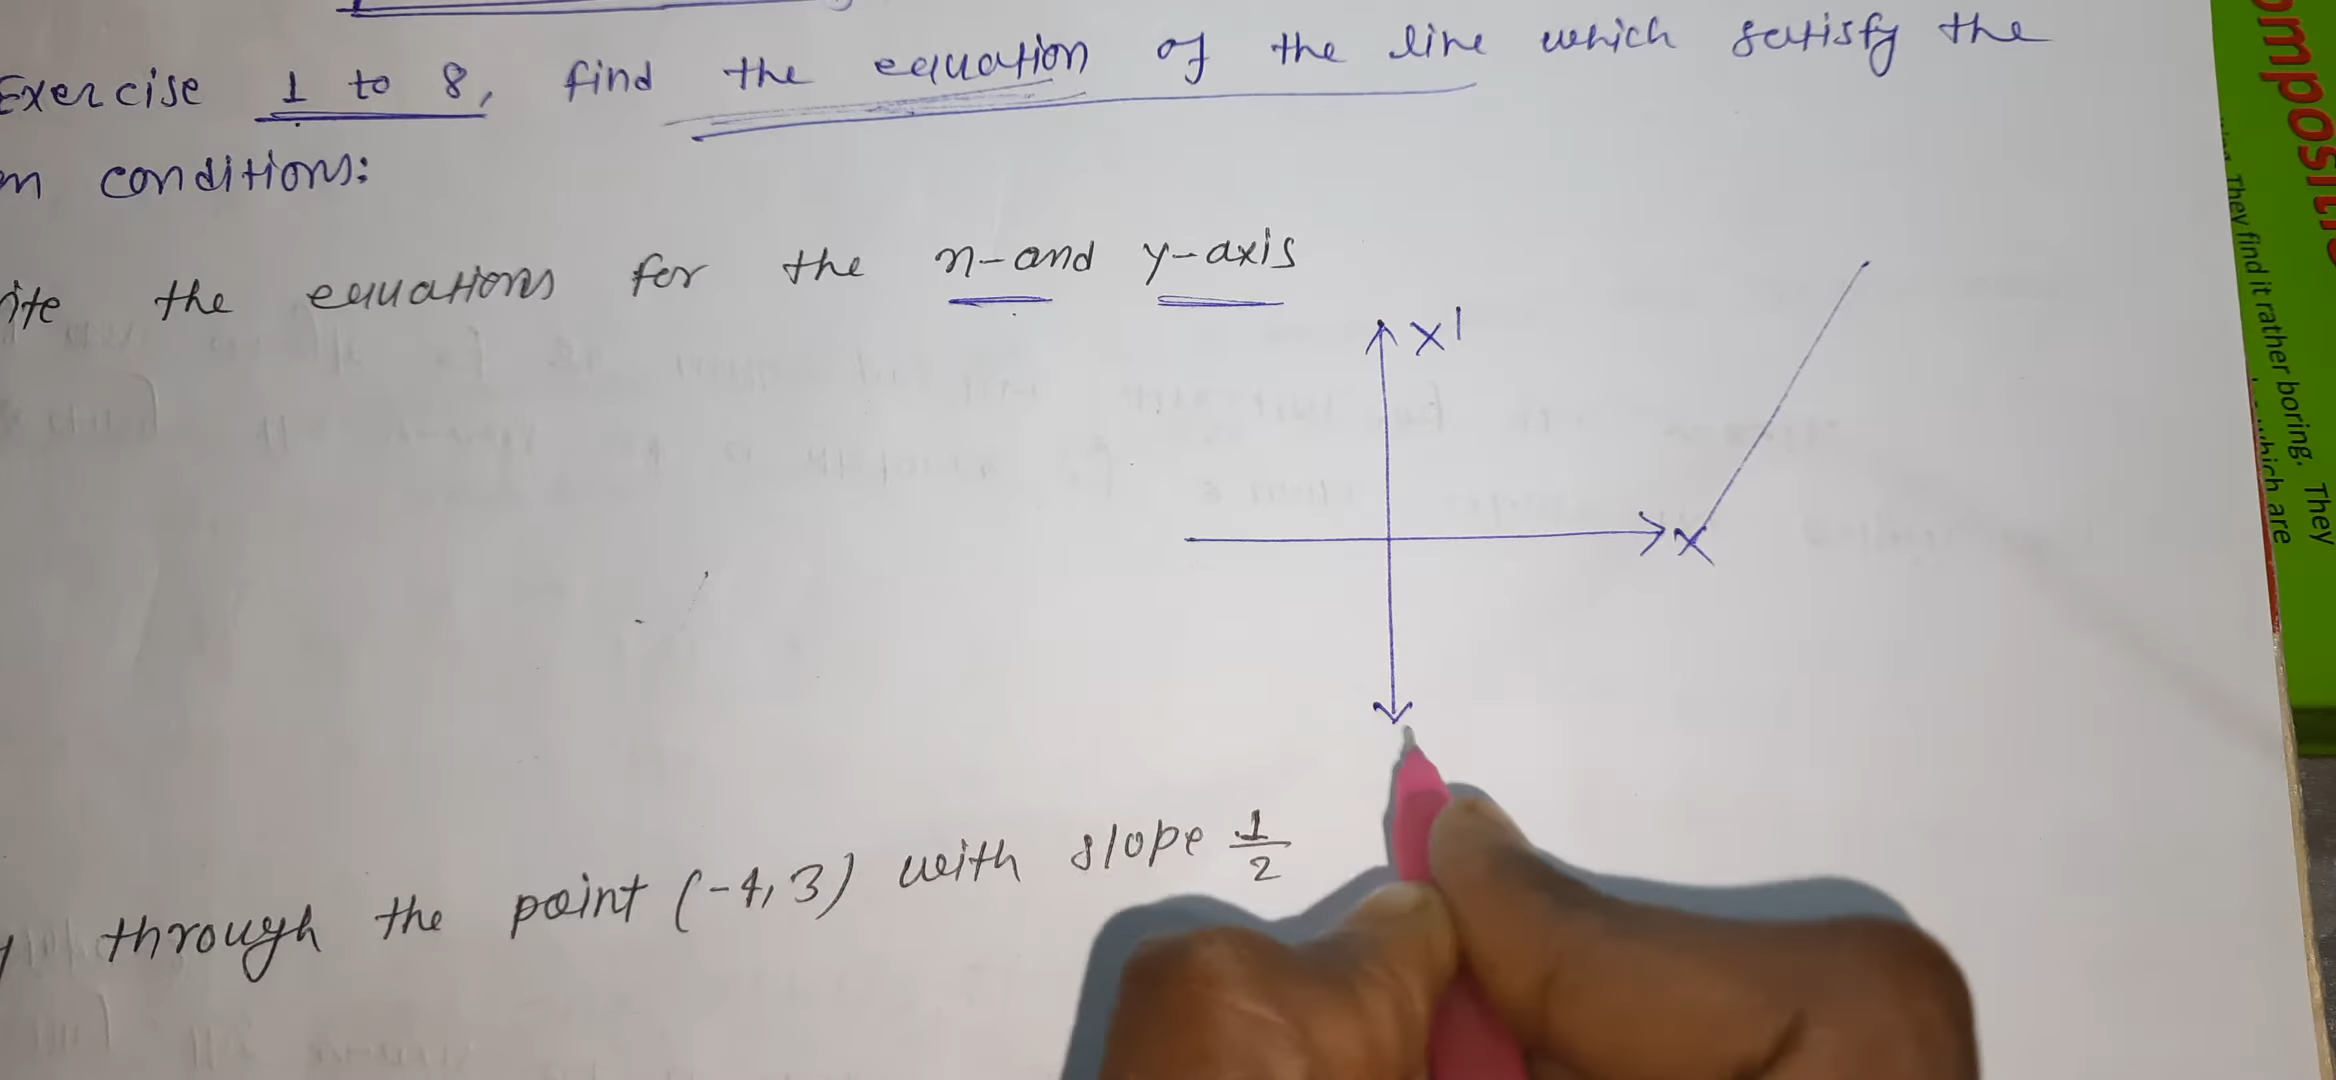 Exercise 1 to 8, find the equation of the line which satisfy the
conditions:
the equations for the x-and y-axis
X'
X
through the point (-4,3) with slope 1/2
They find it rather boring. They
which are